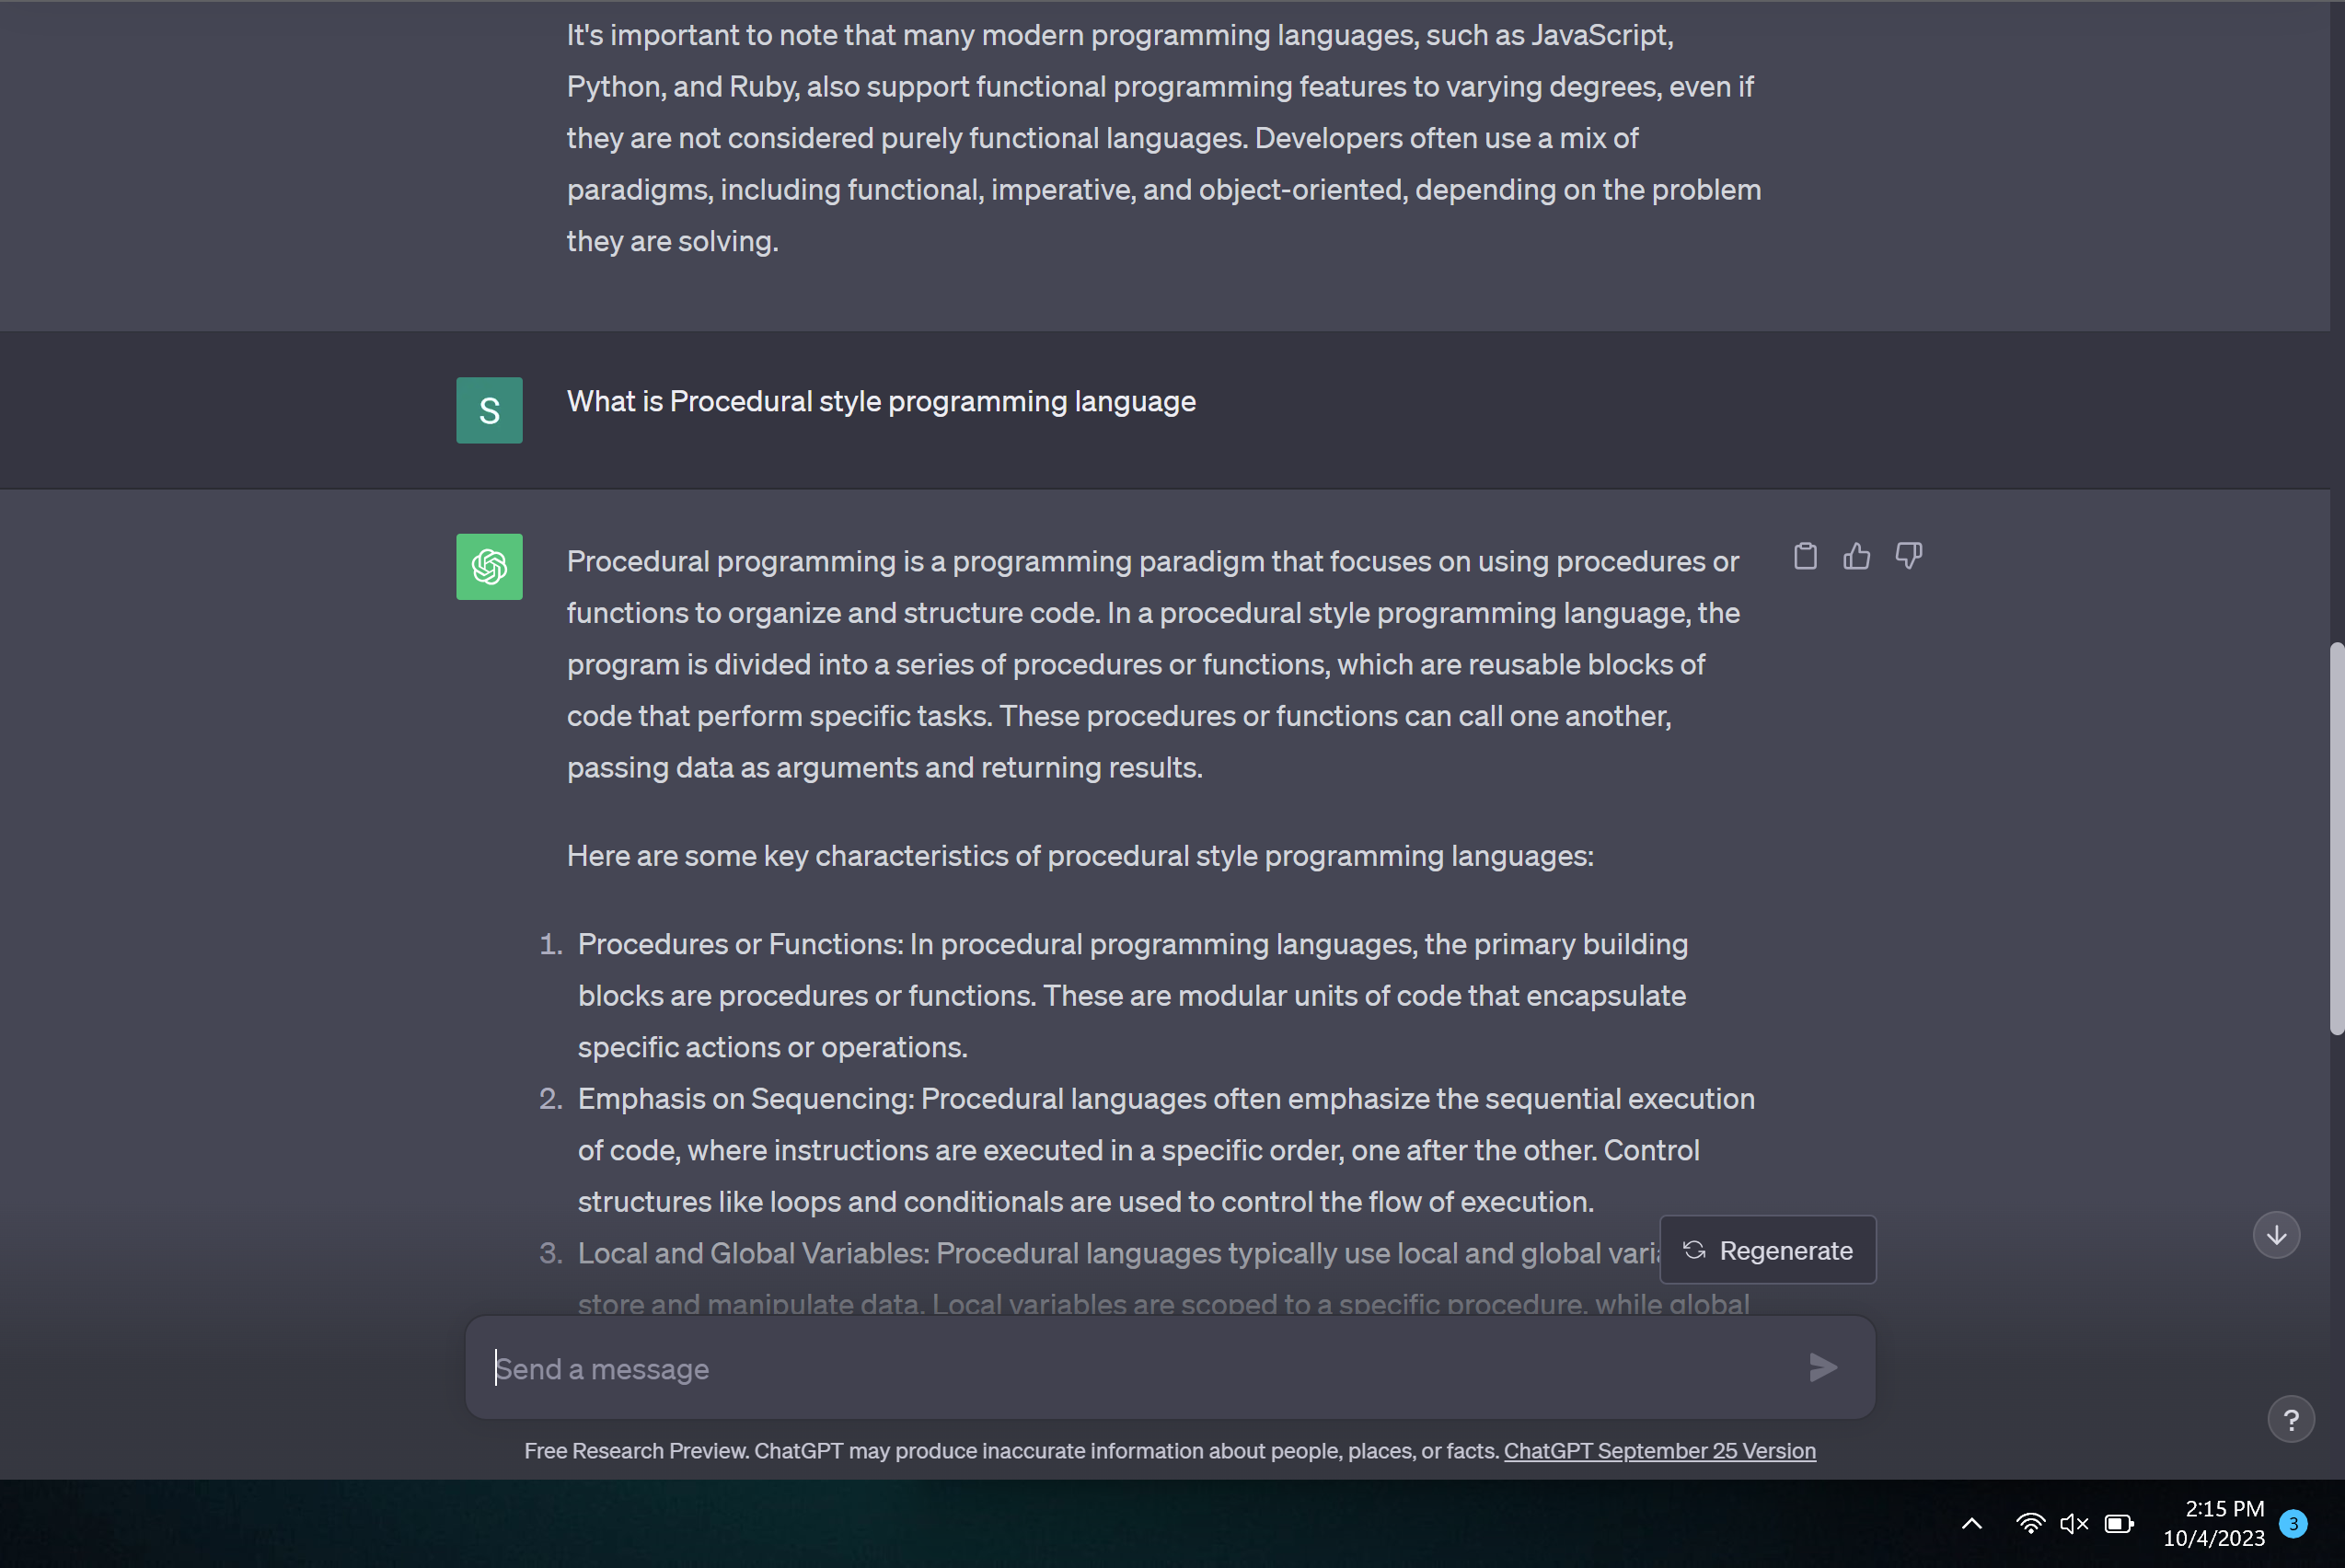 It's important to note that many modern programming languages, such as JavaScript,
Python, and Ruby, also support functional programming features to varying degrees, even if
they are not considered purely functional languages. Developers often use a mix of
paradigms, including functional, imperative, and object-oriented, depending on the problem
they are solving.
S
What is Procedural style programming language
Procedural programming is a programming paradigm that focuses on using procedures or
functions to organize and structure code. In a procedural style programming language, the
program is divided into a series of procedures or functions, which are reusable blocks of
code that perform specific tasks. These procedures or functions can call one another,
passing data as arguments and returning results.
Here are some key characteristics of procedural style programming languages:
1. Procedures or Functions: In procedural programming languages, the primary building
blocks are procedures or functions. These are modular units of code that encapsulate
specific actions or operations.
2. Emphasis on Sequencing: Procedural languages often emphasize the sequential execution
of code, where instructions are executed in a specific order, one after the other. Control
structures like loops and conditionals are used to control the flow of execution.
3. Local and Global Variables: Procedural languages typically use local and global
Regenerate
store and manipulate data. Local variables are scoped to a specific procedure, while global
Send a message
?
Free Research Preview. ChatGPT may produce inaccurate information about people, places, or facts. ChatGPT September 25 Version
2:15 PM
10/4/2023
3